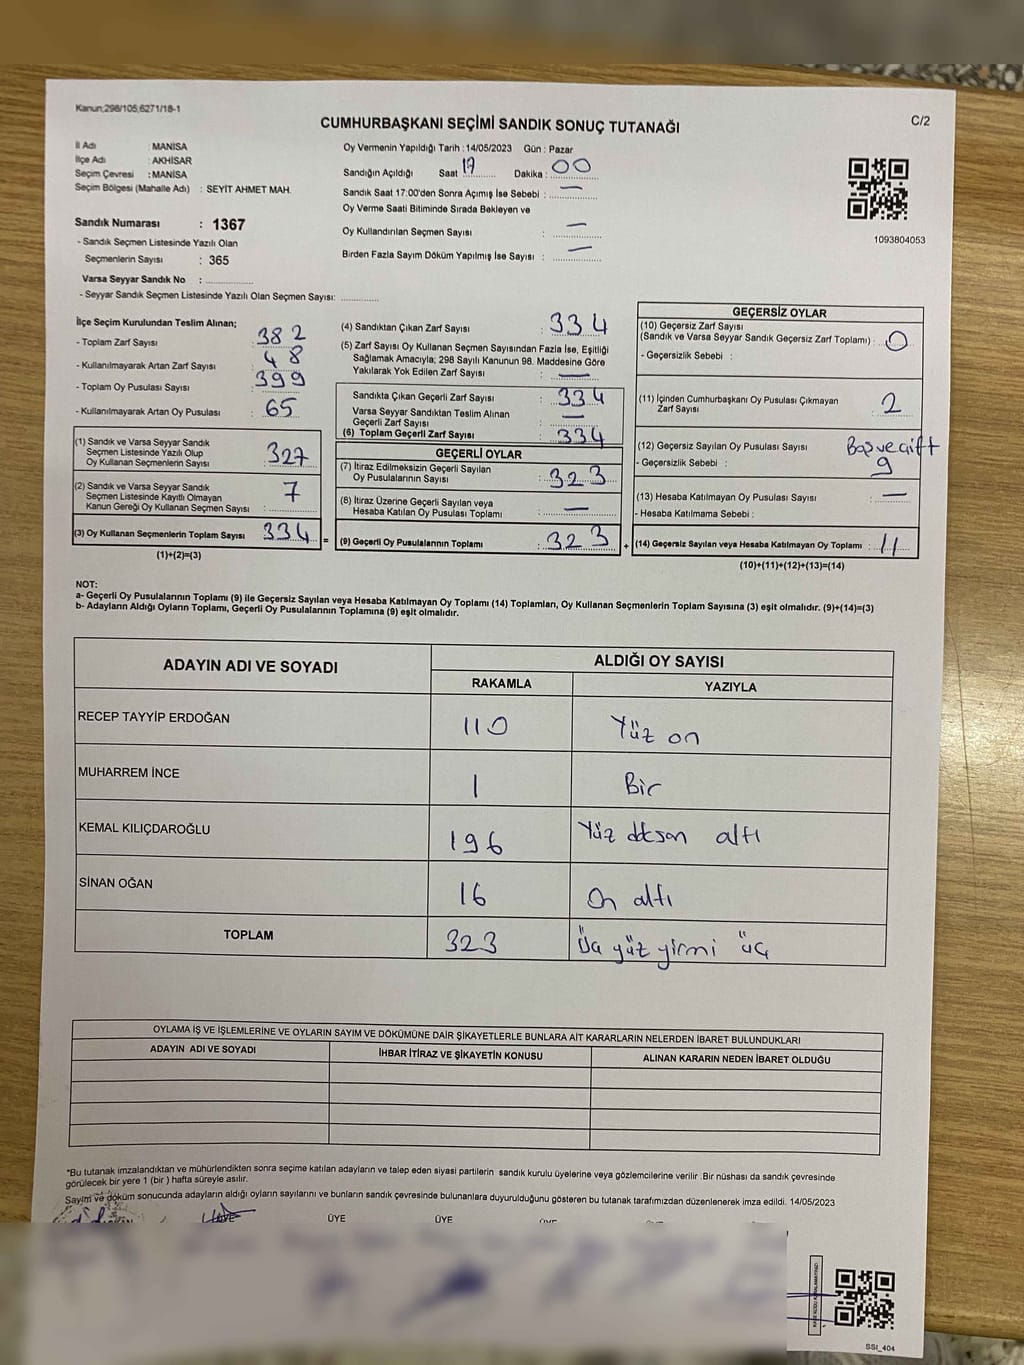 Kanun;298/105;6271/18-1
C/2
CUMHURBAŞKANI SEÇİMİ SANDIK SONUÇ TUTANAĞI
İl Adı : MANİSA
İlçe Adı : AKHİSAR
Seçim Çevresi : MANİSA
Seçim Bölgesi (Mahalle Adı) : SEYİT AHMET MAH.
Sandık Numarası : 1367
- Sandık Seçmen Listesinde Yazılı Olan
Seçmenlerin Sayısı : 365
Varsa Seyyar Sandık No : 
- Seyyar Sandık Seçmen Listesinde Yazılı Olan Seçmen Sayısı:
Oy Vermenin Yapıldığı Tarih : 14/05/2023 Gün : Pazar
Sandığın Açıldığı Saat 17 Dakika : 00
Sandık Saat 17:00'den Sonra Açımış İse Sebebi : —
Oy Verme Saati Bitiminde Sırada Bekleyen ve
Oy Kullandırılan Seçmen Sayısı : —
Birden Fazla Sayım Döküm Yapılmış İse Sayısı : —
1093804053
İlçe Seçim Kurulundan Teslim Alınan;
- Toplam Zarf Sayısı : 382
- Kullanılmayarak Artan Zarf Sayısı : 48
- Toplam Oy Pusulası Sayısı : 399
- Kullanılmayarak Artan Oy Pusulası : 65
(1) Sandık ve Varsa Seyyar Sandık
Seçmen Listesinde Yazılı Olup
Oy Kullanan Seçmenlerin Sayısı : 327
(2) Sandık ve Varsa Seyyar Sandık
Seçmen Listesinde Kayıtlı Olmayan
Kanun Gereği Oy Kullanan Seçmen Sayısı : 7
(3) Oy Kullanan Seçmenlerin Toplam Sayısı 334 =
(1)+(2)=(3)
(4) Sandıktan Çıkan Zarf Sayısı : 334
(5) Zarf Sayısı Oy Kullanan Seçmen Sayısından Fazla İse, Eşitliği
Sağlamak Amacıyla; 298 Sayılı Kanunun 98. Maddesine Göre
Yakılarak Yok Edilen Zarf Sayısı : —
Sandıkta Çıkan Geçerli Zarf Sayısı : 334
Varsa Seyyar Sandıktan Teslim Alınan
Geçerli Zarf Sayısı : —
(6) Toplam Geçerli Zarf Sayısı : 334
GEÇERLİ OYLAR
(7) İtiraz Edilmeksizin Geçerli Sayılan
Oy Pusulalarının Sayısı : 323
(8) İtiraz Üzerine Geçerli Sayılan veya
Hesaba Katılan Oy Pusulası Toplamı : —
(9) Geçerli Oy Pusulalarının Toplamı : 323 +
GEÇERSİZ OYLAR
(10) Geçersiz Zarf Sayısı
(Sandık ve Varsa Seyyar Sandık Geçersiz Zarf Toplamı) : 0
- Geçersizlik Sebebi :
(11) İçinden Cumhurbaşkanı Oy Pusulası Çıkmayan
Zarf Sayısı : 2
(12) Geçersiz Sayılan Oy Pusulası Sayısı : Boş ve çift
- Geçersizlik Sebebi : 9
(13) Hesaba Katılmayan Oy Pusulası Sayısı : —
- Hesaba Katılmama Sebebi :
(14) Geçersiz Sayılan veya Hesaba Katılmayan Oy Toplamı : 11
(10)+(11)+(12)+(13)=(14)
NOT:
a- Geçerli Oy Pusulalarının Toplamı (9) ile Geçersiz Sayılan veya Hesaba Katılmayan Oy Toplamı (14) Toplamları, Oy Kullanan Seçmenlerin Toplam Sayısına (3) eşit olmalıdır. (9)+(14)=(3)
b- Adayların Aldığı Oyların Toplamı, Geçerli Oy Pusulalarının Toplamına (9) eşit olmalıdır.
ADAYIN ADI VE SOYADI
ALDIĞI OY SAYISI
RAKAMLA YAZIYLA
RECEP TAYYİP ERDOĞAN 110 Yüz on
MUHARREM İNCE 1 Bir
KEMAL KILIÇDAROĞLU 196 Yüz doksan altı
SİNAN OĞAN 16 On altı
TOPLAM 323 Üç yüz yirmi üç
OYLAMA İŞ VE İŞLEMLERİNE VE OYLARIN SAYIM VE DÖKÜMÜNE DAİR ŞİKAYETLERLE BUNLARA AİT KARARLARIN NELERDEN İBARET BULUNDUKLARI
ADAYIN ADI VE SOYADI İHBAR İTİRAZ VE ŞİKAYETİN KONUSU ALINAN KARARIN NEDEN İBARET OLDUĞU
*Bu tutanak imzalandıktan ve mühürlendikten sonra seçime katılan adayların ve talep eden siyasi partilerin sandık kurulu üyelerine veya gözlemcilerine verilir .Bir nüshası da sandık çevresinde
görülecek bir yere 1 (bir ) hafta süreyle asılır.
Sayım ve döküm sonucunda adayların aldığı oyların sayılarını ve bunların sandık çevresinde bulunanlara duyurulduğunu gösteren bu tutanak tarafımızdan düzenlenerek imza edildi. 14/05/2023
ÜYE ÜYE ÜYE
SSI_404